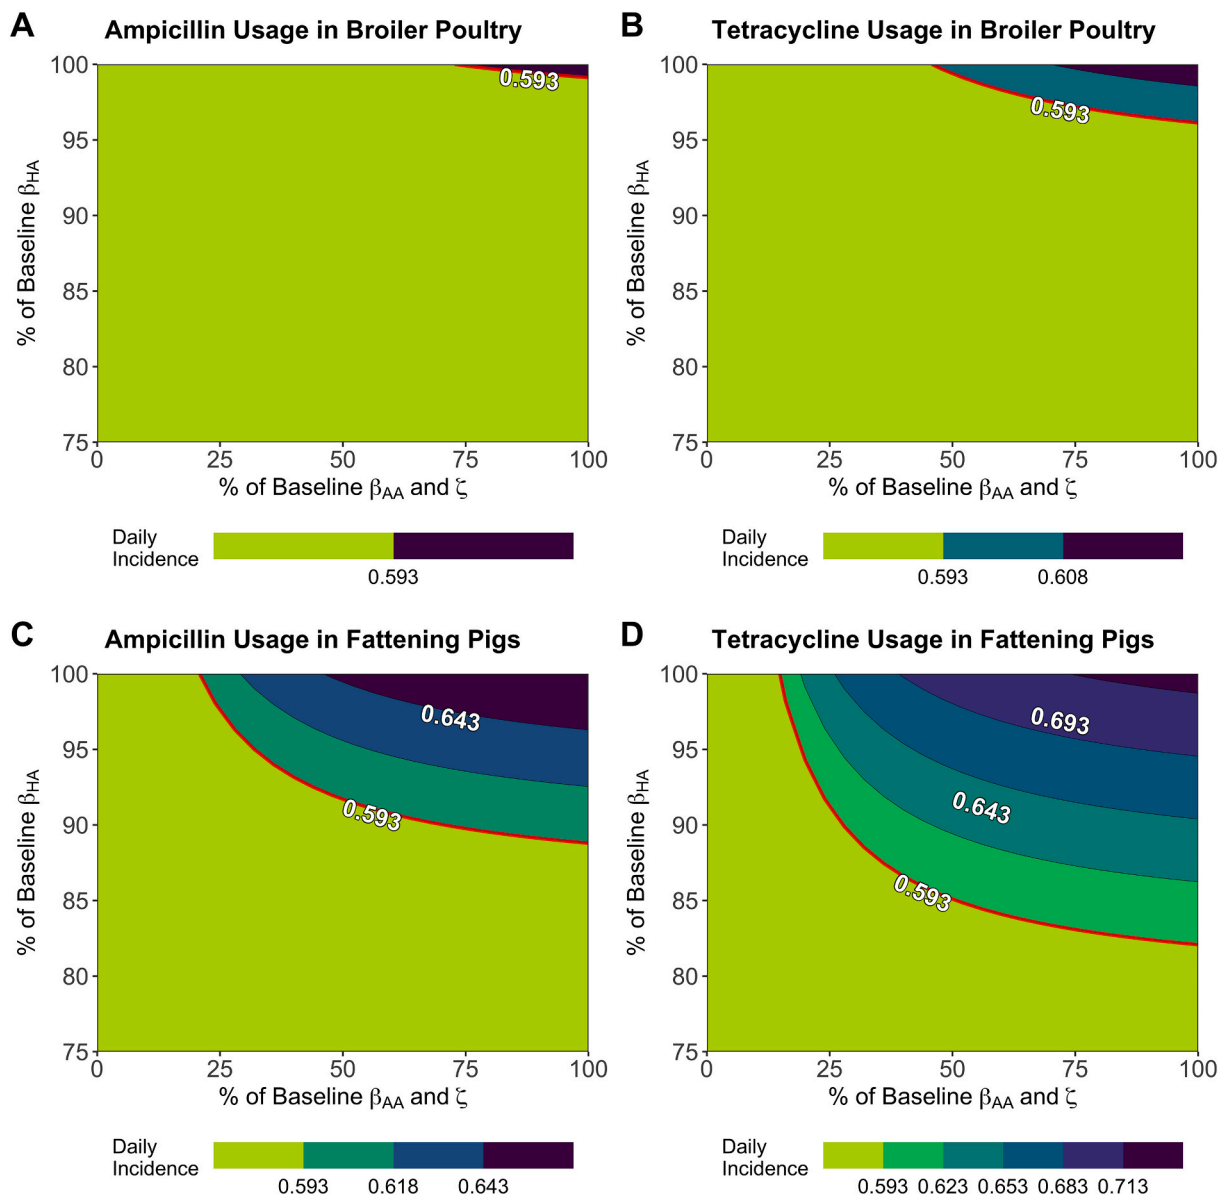 A
Ampicillin Usage in Broiler Poultry
100
95
90
85
80
75
% of Baseline βHA
0.593
0 25 50 75 100
% of Baseline βAA and ζ
Daily
Incidence
0.593
B
Tetracycline Usage in Broiler Poultry
100
95
90
85
80
75
% of Baseline βHA
0.593
0 25 50 75 100
% of Baseline βAA and ζ
Daily
Incidence
0.593 0.608
C
Ampicillin Usage in Fattening Pigs
100
95
90
85
80
75
% of Baseline βHA
0.643
0.593
0 25 50 75 100
% of Baseline βAA and ζ
Daily
Incidence
0.593 0.618 0.643
D
Tetracycline Usage in Fattening Pigs
100
95
90
85
80
75
% of Baseline βHA
0.693
0.643
0.593
0 25 50 75 100
% of Baseline βAA and ζ
Daily
Incidence
0.593 0.623 0.653 0.683 0.713